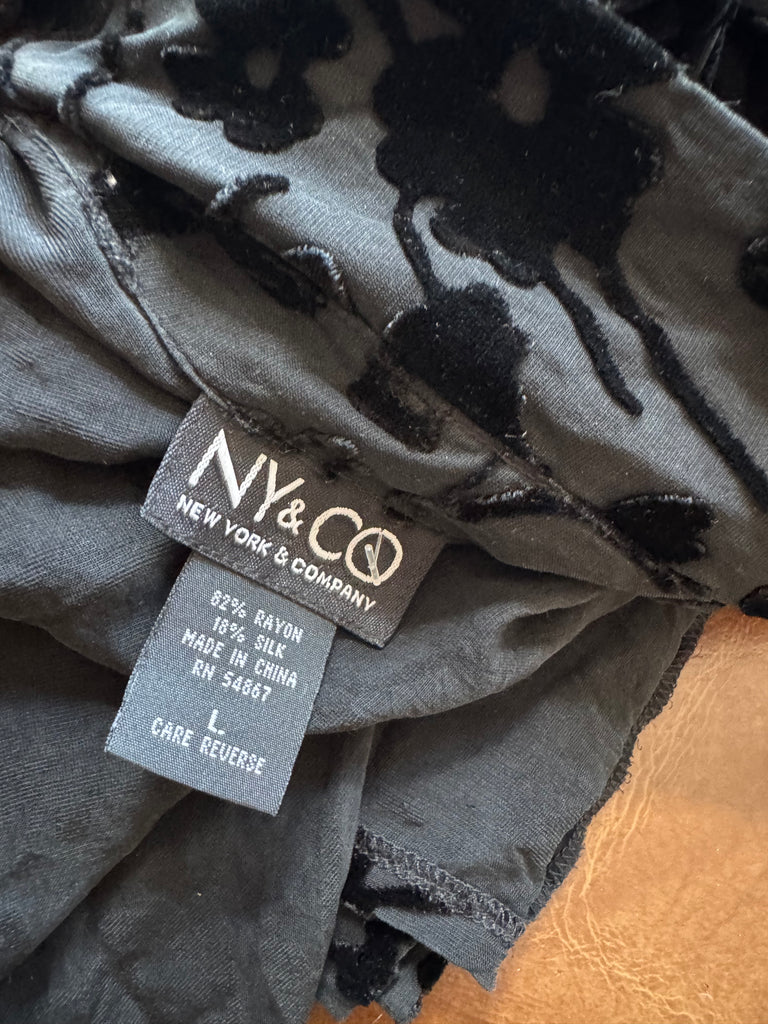 NY&CO
NEW YORK & COMPANY
82% RAYON
18% SILK
MADE IN CHINA
RN 54867
L
CARE REVERSE